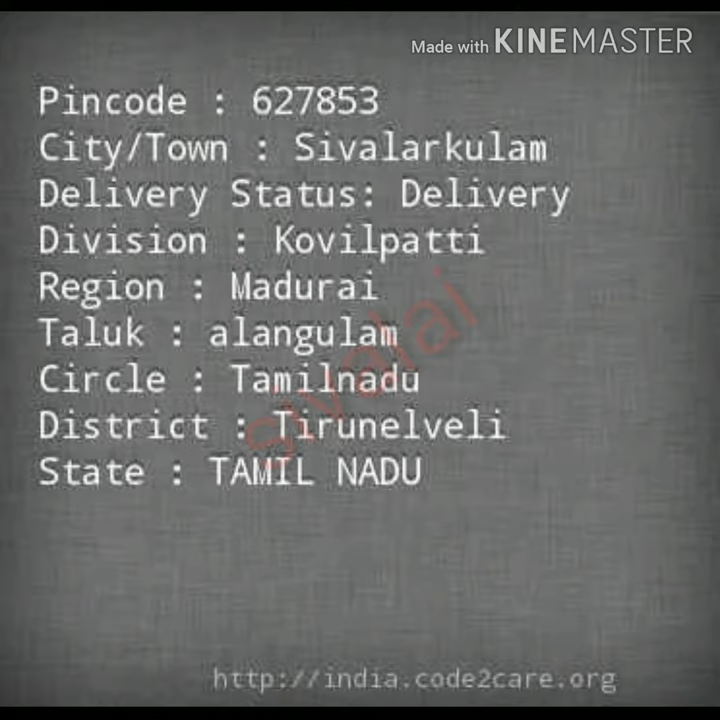 Made with KINEMASTER
Pincode : 627853
City/Town : Sivalarkulam
Delivery Status: Delivery
Division : Kovilpatti
Region : Madurai
Taluk : alangulam
Circle : Tamilnadu
District : Tirunelveli
State : TAMIL NADU
sivalai
http://india.code2care.org